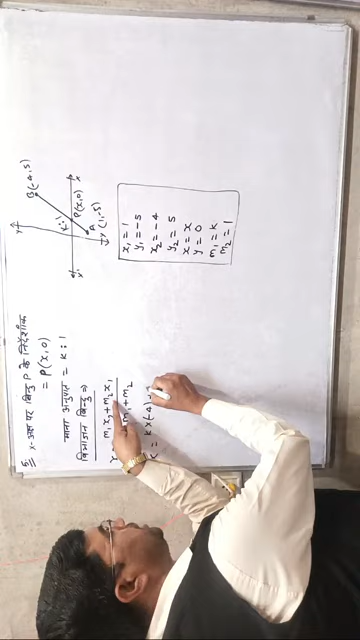 5. x-अक्ष पर बिन्दु P के निर्देशांक
= P(x,0)
माना अनुपात = K:1
विभाजन बिन्दु
m₁x₂+m₂x₁
m₁+m₂
= K×(-4)
Y
B(-4,5)
K:1
P(x,0)
X' X
A
(1,-5)
x₁ = 1
y₁ = -5
x₂ = -4
y₂ = 5
x = x
y = 0
m₁ = K
m₂ = 1